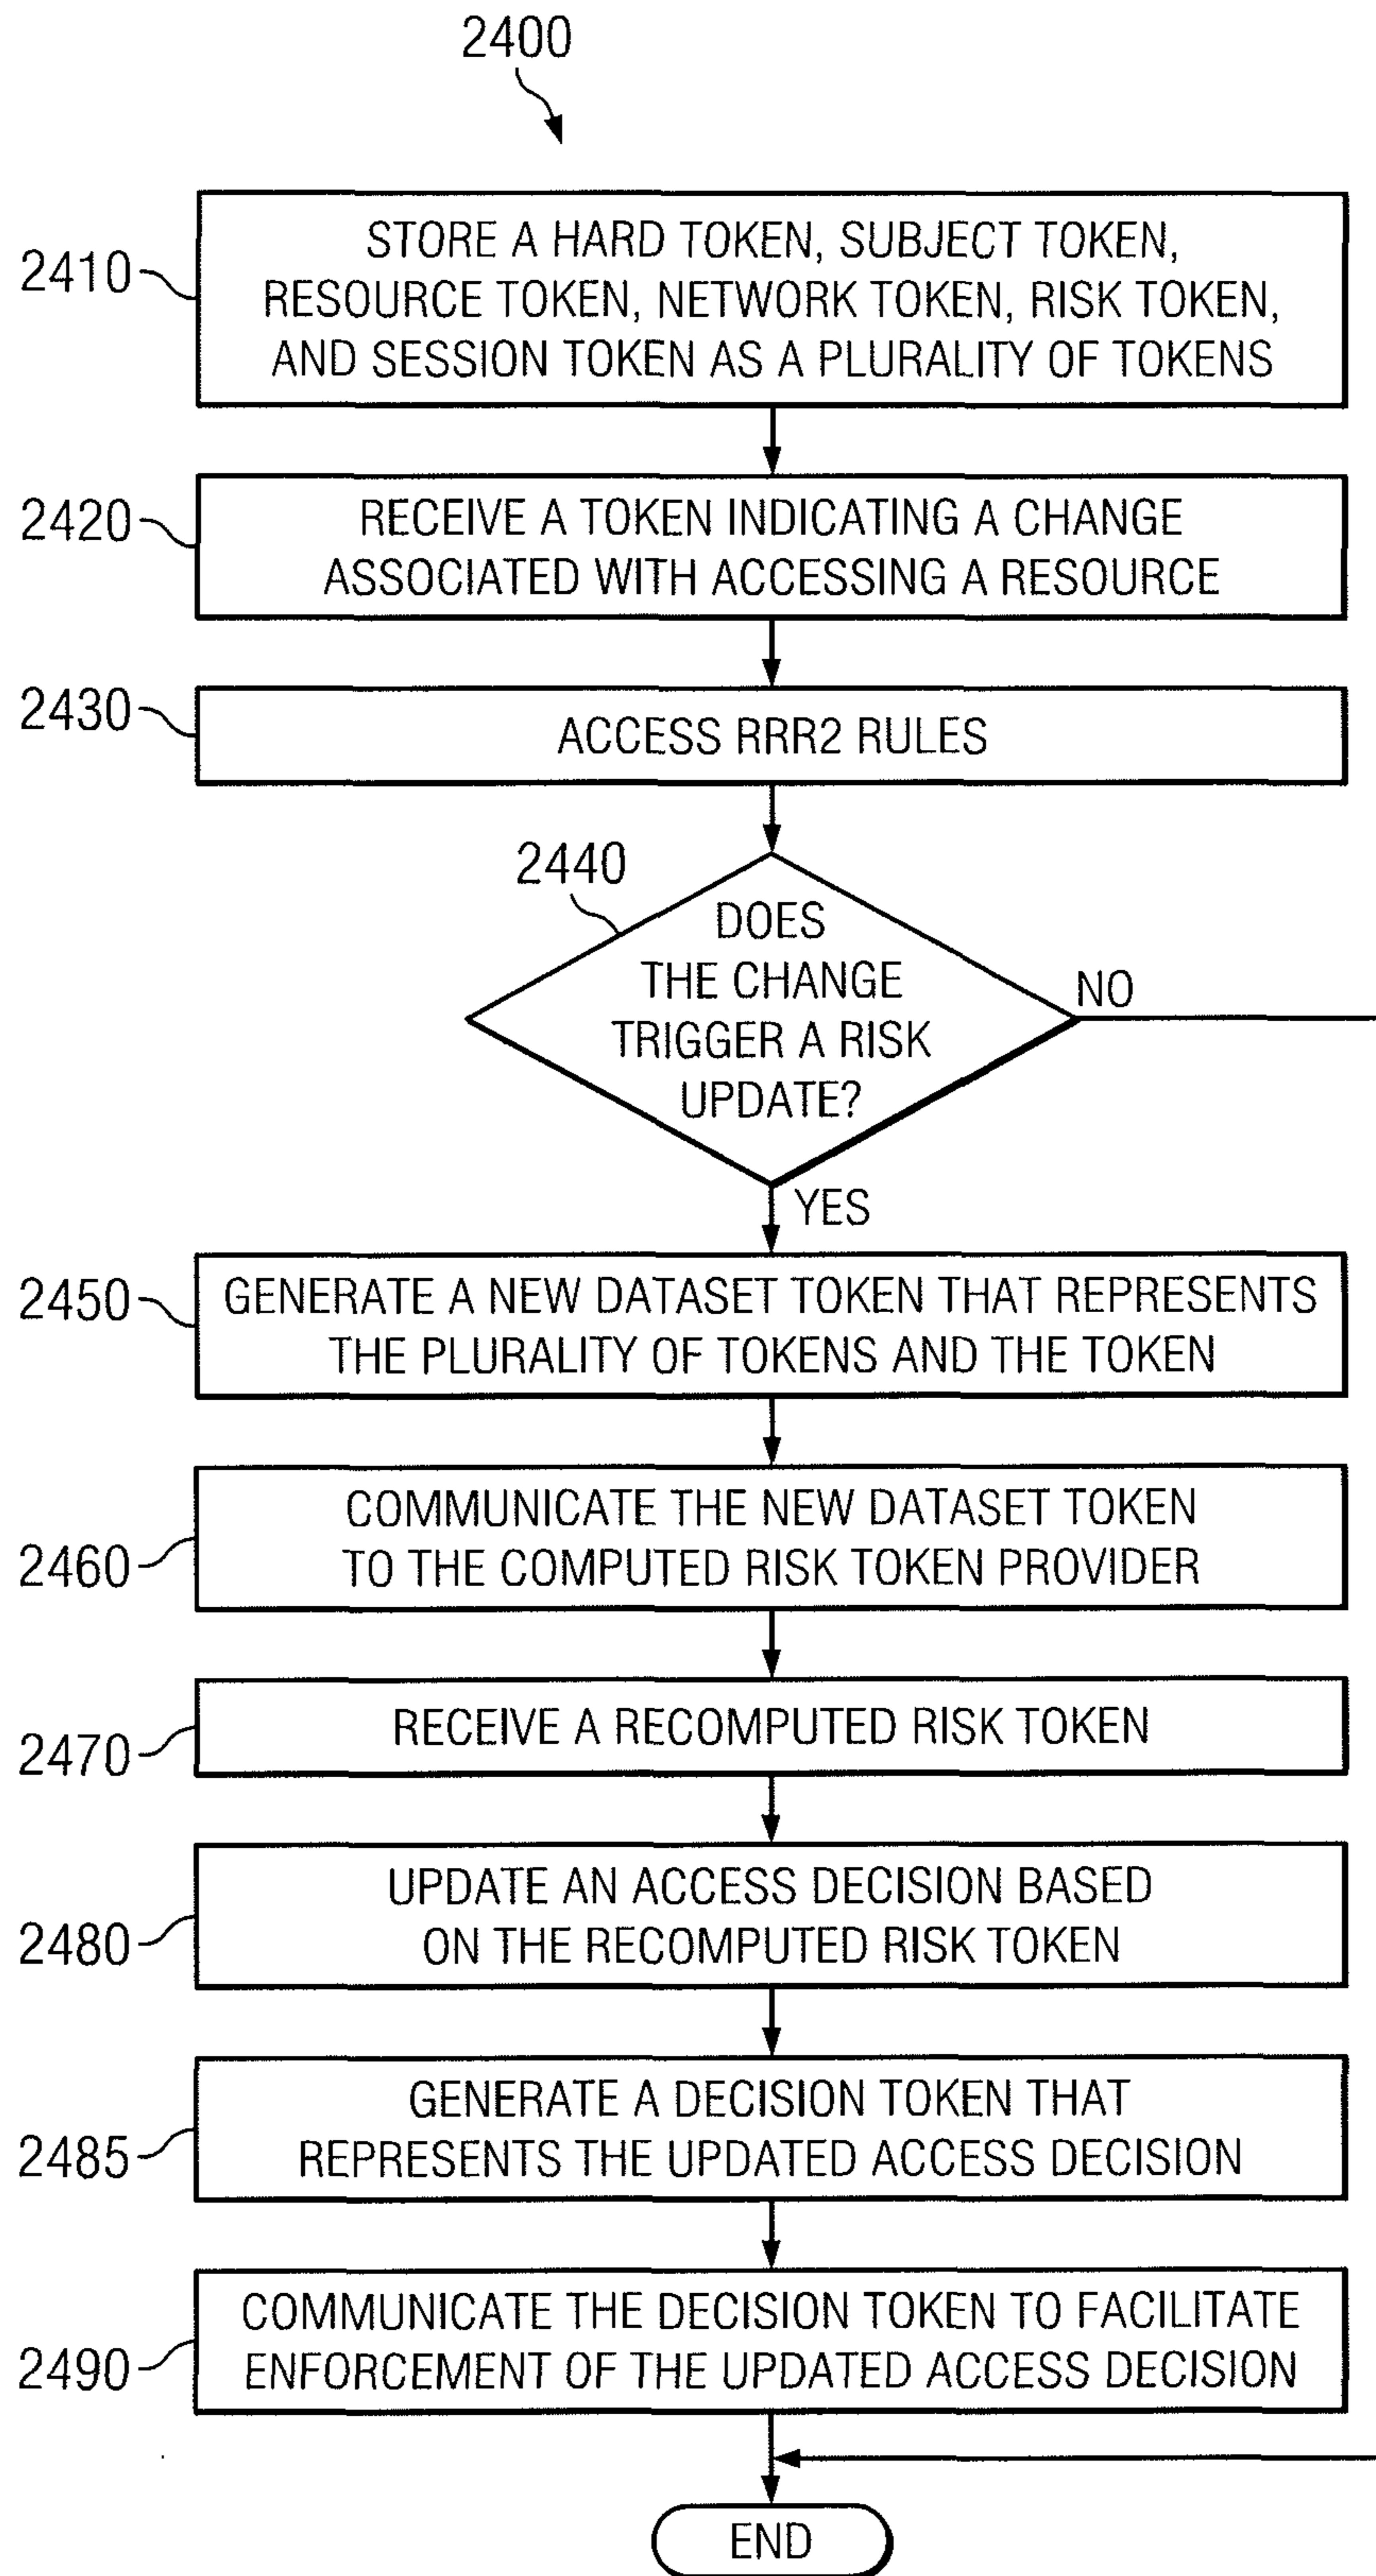 2400
2410
STORE A HARD TOKEN, SUBJECT TOKEN,
RESOURCE TOKEN, NETWORK TOKEN, RISK TOKEN,
AND SESSION TOKEN AS A PLURALITY OF TOKENS
2420
RECEIVE A TOKEN INDICATING A CHANGE
ASSOCIATED WITH ACCESSING A RESOURCE
2430
ACCESS RRR2 RULES
2440
DOES
THE CHANGE
TRIGGER A RISK
UPDATE?
NO
YES
2450
GENERATE A NEW DATASET TOKEN THAT REPRESENTS
THE PLURALITY OF TOKENS AND THE TOKEN
2460
COMMUNICATE THE NEW DATASET TOKEN
TO THE COMPUTED RISK TOKEN PROVIDER
2470
RECEIVE A RECOMPUTED RISK TOKEN
2480
UPDATE AN ACCESS DECISION BASED
ON THE RECOMPUTED RISK TOKEN
2485
GENERATE A DECISION TOKEN THAT
REPRESENTS THE UPDATED ACCESS DECISION
2490
COMMUNICATE THE DECISION TOKEN TO FACILITATE
ENFORCEMENT OF THE UPDATED ACCESS DECISION
END